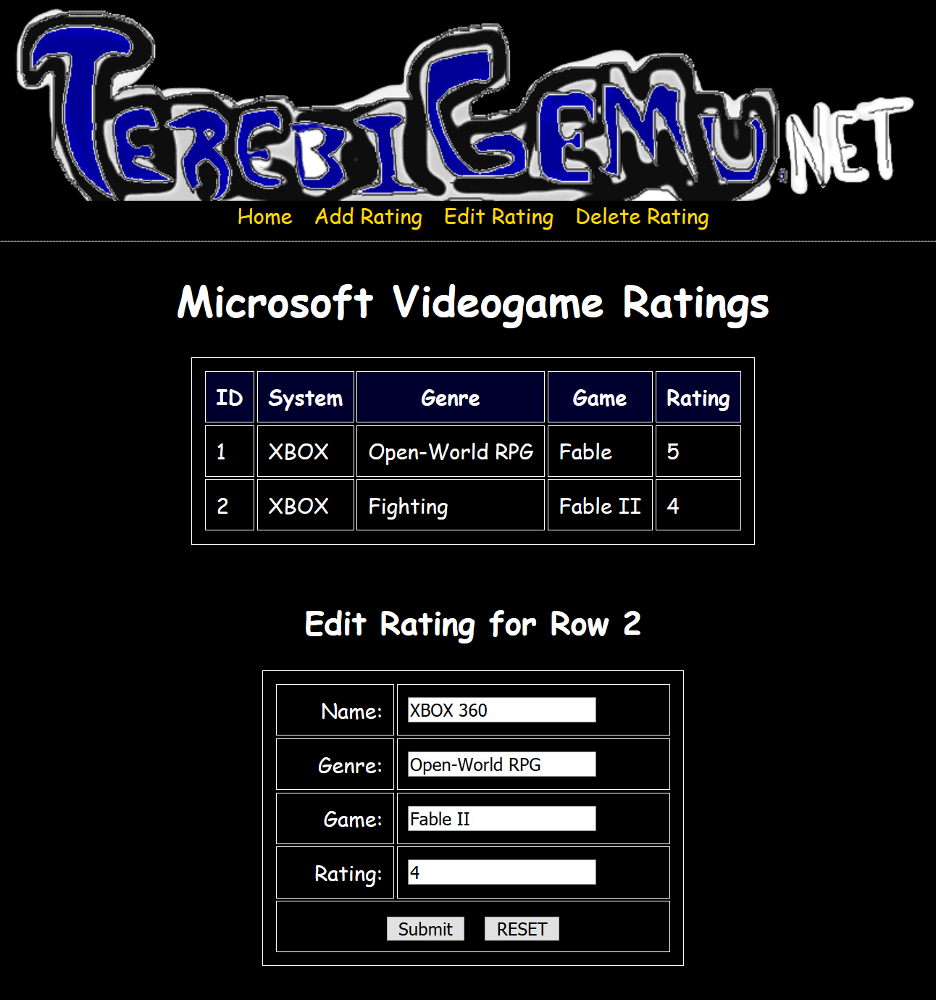 TEREBI GEMU.NET
Home Add Rating Edit Rating Delete Rating
Microsoft Videogame Ratings
ID System Genre Game Rating
1 XBOX Open-World RPG Fable 5
2 XBOX Fighting Fable II 4
Edit Rating for Row 2
Name: XBOX 360
Genre: Open-World RPG
Game: Fable II
Rating: 4
Submit RESET